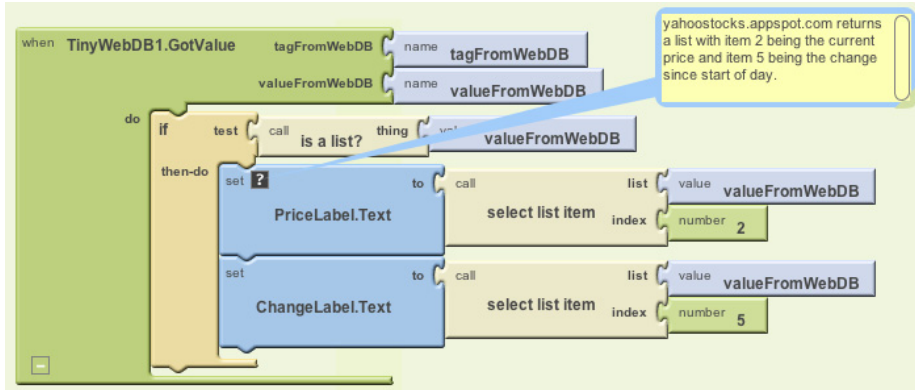 yahoostocks.appspot.com returns
a list with item 2 being the current
price and item 5 being the change
since start of day.
when TinyWebDB1.GotValue tagFromWebDB name tagFromWebDB
valueFromWebDB name valueFromWebDB
do if test call is a list? thing value valueFromWebDB
then-do set ? PriceLabel.Text to call select list item list value valueFromWebDB
index number 2
set ChangeLabel.Text to call select list item list value valueFromWebDB
index number 5